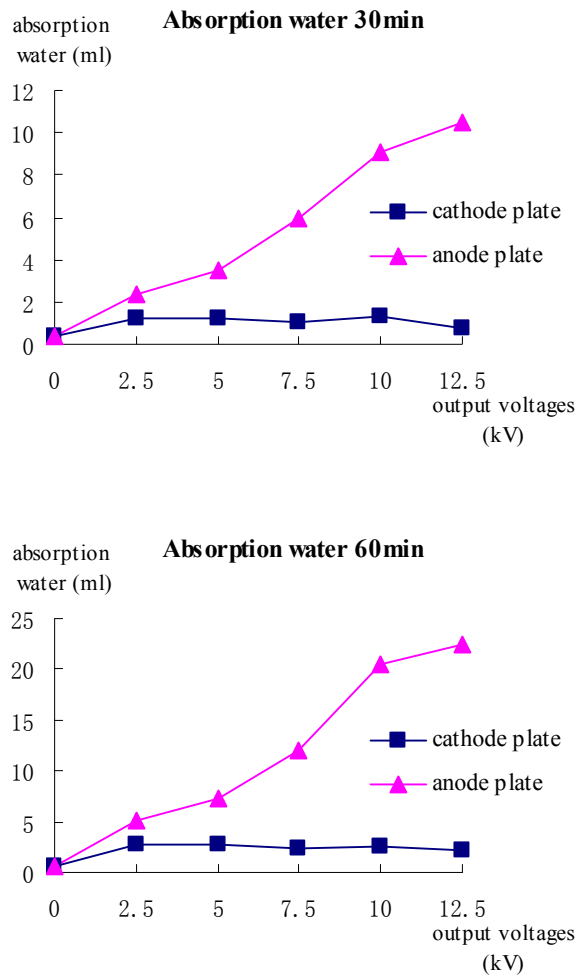 absorption
water (ml)
Absorption water 30min
12
10
8
6
4
2
0
cathode plate
anode plate
0 2.5 5 7.5 10 12.5
output voltages
(kV)
absorption
water (ml)
Absorption water 60min
25
20
15
10
5
0
cathode plate
anode plate
0 2.5 5 7.5 10 12.5
output voltages
(kV)